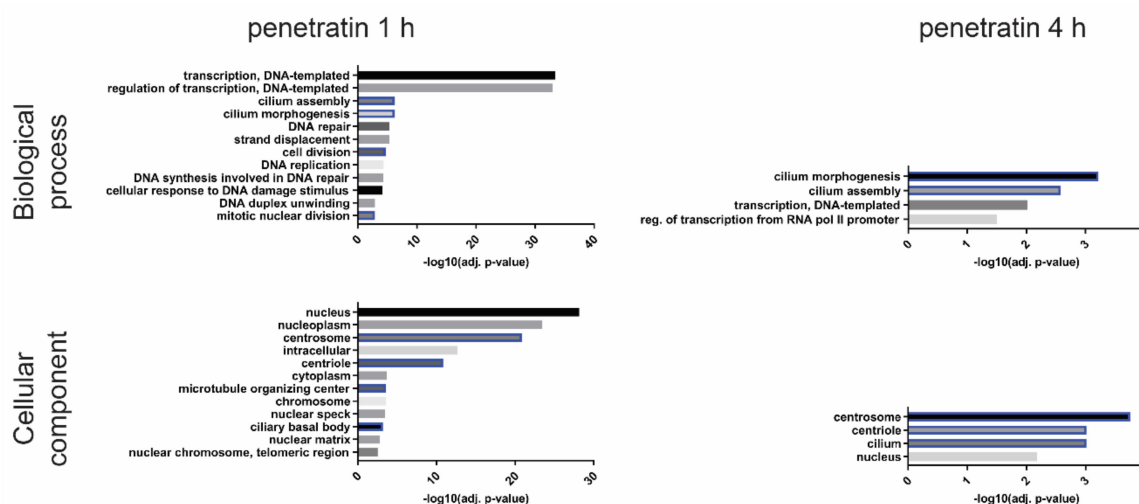 penetratin 1 h
penetratin 4 h
Biological
process
transcription, DNA-templated
regulation of transcription, DNA-templated
cilium assembly
cilium morphogenesis
DNA repair
strand displacement
cell division
DNA replication
DNA synthesis involved in DNA repair
cellular response to DNA damage stimulus
DNA duplex unwinding
mitotic nuclear division
0 10 20 30 40
-log10(adj. p-value)
cilium morphogenesis
cilium assembly
transcription, DNA-templated
reg. of transcription from RNA pol II promoter
0 1 2 3
-log10(adj. p-value)
Cellular
component
nucleus
nucleoplasm
centrosome
intracellular
centriole
cytoplasm
microtubule organizing center
chromosome
nuclear speck
ciliary basal body
nuclear matrix
nuclear chromosome, telomeric region
0 10 20 30
-log10(adj. p-value)
centrosome
centriole
cilium
nucleus
0 1 2 3
-log10(adj. p-value)